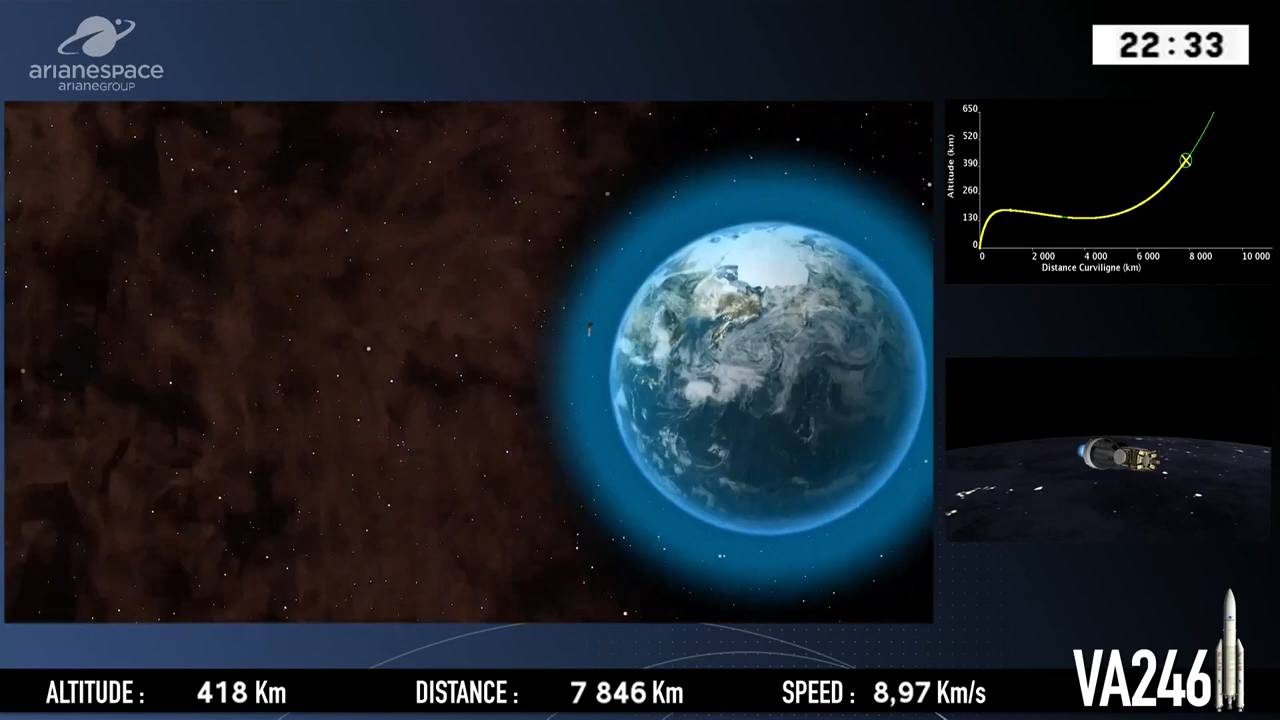 arianespace
arianeGROUP
22:33
650
520
390
260
130
0
Altitude (km)
0 2 000 4 000 6 000 8 000 10 000
Distance Curviligne (km)
VA246
ALTITUDE : 418 Km DISTANCE : 7 846 Km SPEED : 8,97 Km/s